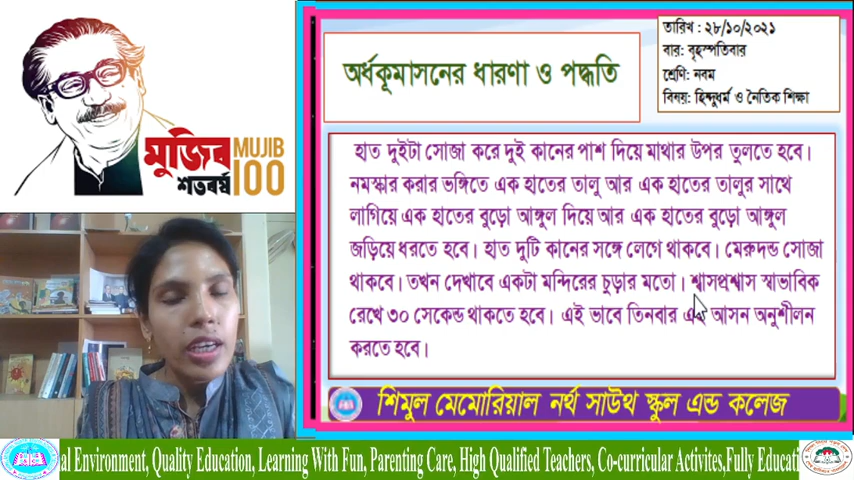 মুজিব
শতবর্ষ
MUJIB
100
অর্ধকূমাসনের ধারণা ও পদ্ধতি
তারিখ : ২৮/১০/২০২১
বার: বৃহস্পতিবার
শ্রেণি: নবম
বিষয়: হিন্দুধর্ম ও নৈতিক শিক্ষা
হাত দুইটা সোজা করে দুই কানের পাশ দিয়ে মাথার উপর তুলতে হবে।
নমস্কার করার ভঙ্গিতে এক হাতের তালু আর এক হাতের তালুর সাথে
লাগিয়ে এক হাতের বুড়ো আঙ্গুল দিয়ে আর এক হাতের বুড়ো আঙ্গুল
জড়িয়ে ধরতে হবে। হাত দুটি কানের সঙ্গে লেগে থাকবে। মেরুদন্ড সোজা
থাকবে। তখন দেখাবে একটা মন্দিরের চুড়ার মতো। শ্বাসপ্রশ্বাস স্বাভাবিক
রেখে ৩০ সেকেন্ড থাকতে হবে। এই ভাবে তিনবার এই আসন অনুশীলন
করতে হবে।
শিমুল মেমোরিয়াল নর্থ সাউথ স্কুল এন্ড কলেজ
al Environment, Quality Education, Learning With Fun, Parenting Care, High Qualified Teachers, Co-curricular Activites,Fully Educati